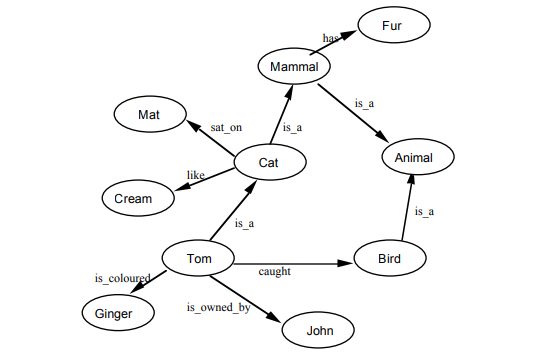 Fur
has
Mammal
is_a
Mat
sat_on
is_a
Animal
Cat
like
Cream
is_a
is_a
Tom
Bird
caught
is_coloured
is_owned_by
Ginger
John